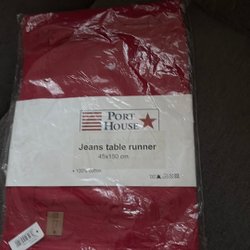 PORT
HOUSE
Jeans table runner
45x150 cm
• 100% cotton